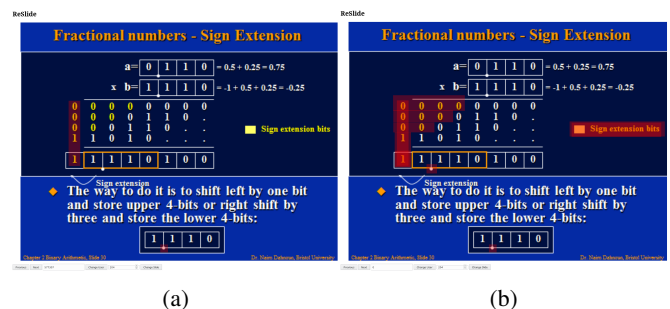 ReSlide
Fractional numbers - Sign Extension
a= 0 1 1 0 = 0.5 + 0.25 = 0.75
x b= 1 1 1 0 = -1 + 0.5 + 0.25 = -0.25
0 0 0 0 0 0 0 0
0 0 0 0 1 1 0 .
0 0 0 1 1 0 . .
1 1 0 1 0 . . .
Sign extension bits
1 1 1 1 0 1 0 0
Sign extension
◆ The way to do it is to shift left by one bit
and store upper 4-bits or right shift by
three and store the lower 4-bits:
1 1 1 0
Chapter 2 Binary Arithmetic, Slide 30
Dr. Naim Dahnoun, Bristol University
(a)
ReSlide
Fractional numbers - Sign Extension
a= 0 1 1 0 = 0.5 + 0.25 = 0.75
x b= 1 1 1 0 = -1 + 0.5 + 0.25 = -0.25
0 0 0 0 0 0 0 0
0 0 0 0 1 1 0 .
0 0 0 1 1 0 . .
1 1 0 1 0 . . .
Sign extension bits
1 1 1 1 0 1 0 0
Sign extension
◆ The way to do it is to shift left by one bit
and store upper 4-bits or right shift by
three and store the lower 4-bits:
1 1 1 0
Chapter 2 Binary Arithmetic, Slide 30
Dr. Naim Dahnoun, Bristol University
(b)